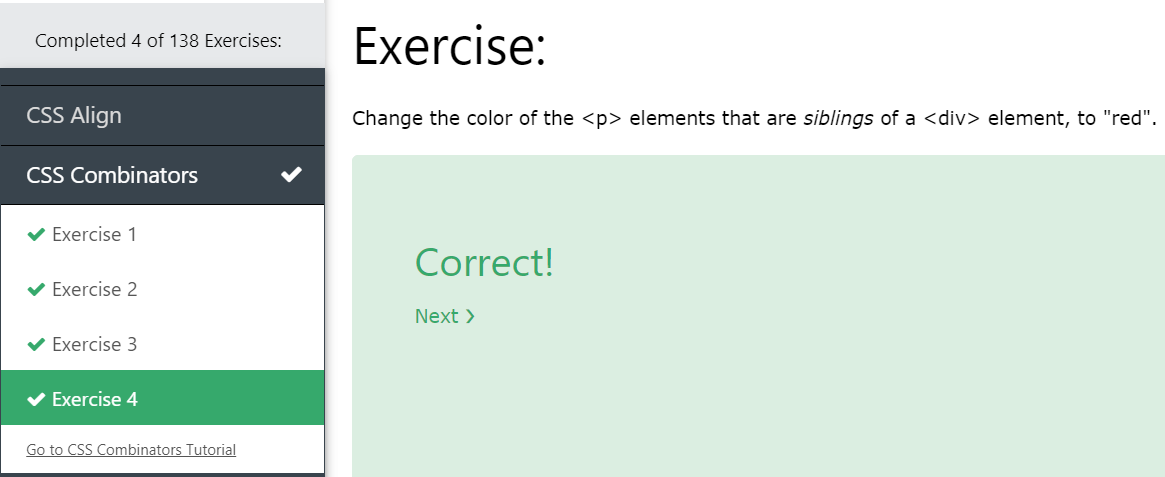 Completed 4 of 138 Exercises:
CSS Align
CSS Combinators
Exercise 1
Exercise 2
Exercise 3
Exercise 4
Go to CSS Combinators Tutorial
Exercise:
Change the color of the <p> elements that are siblings of a <div> element, to "red".
Correct!
Next ❯